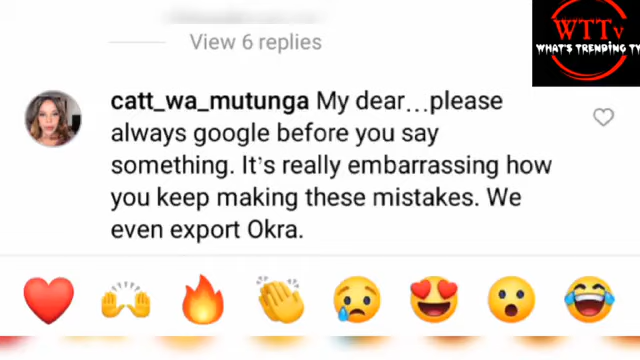 View 6 replies
WTTv
WHAT'S TRENDING TV
catt_wa_mutunga My dear...please
always google before you say
something. It's really embarrassing how
you keep making these mistakes. We
even export Okra.